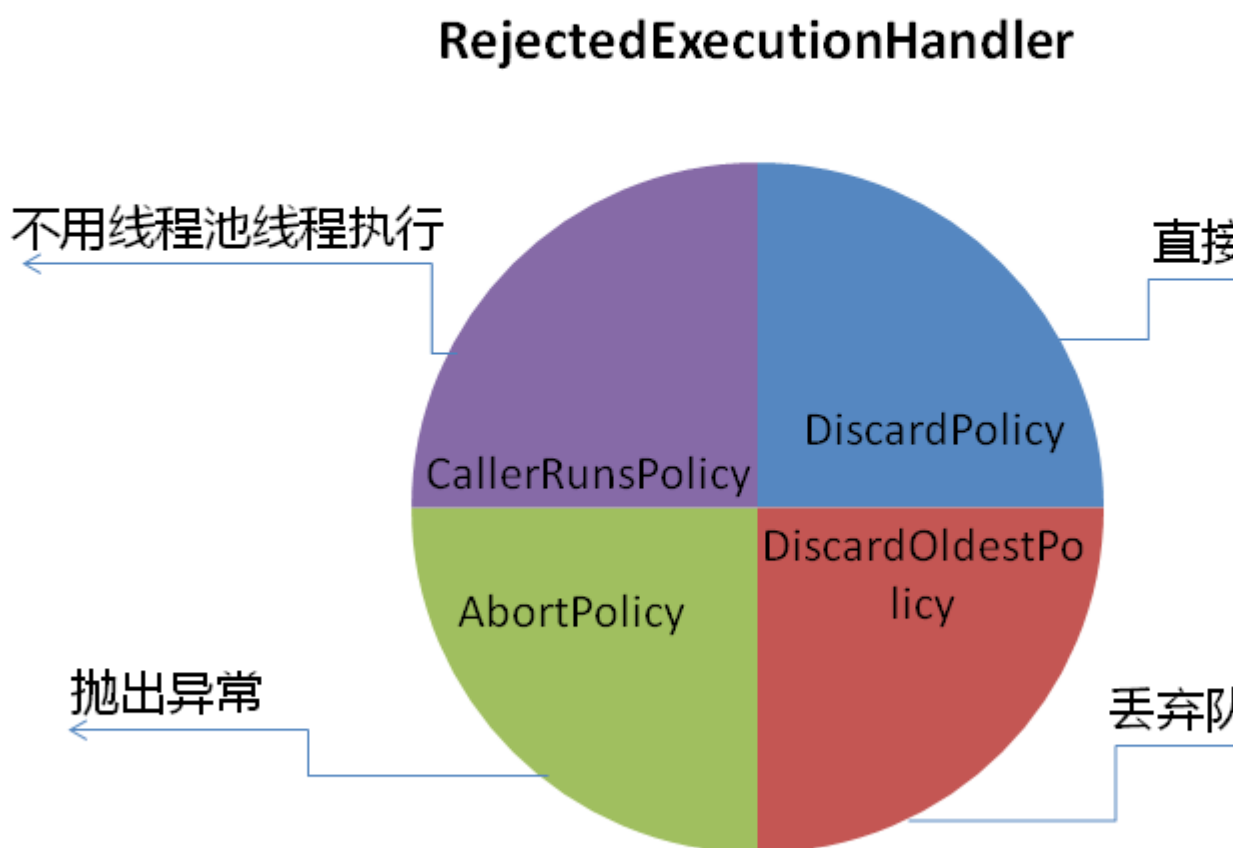 RejectedExecutionHandler
不用线程池线程执行
直接
DiscardPolicy
CallerRunsPolicy
DiscardOldestPo
licy
AbortPolicy
抛出异常
丢弃队